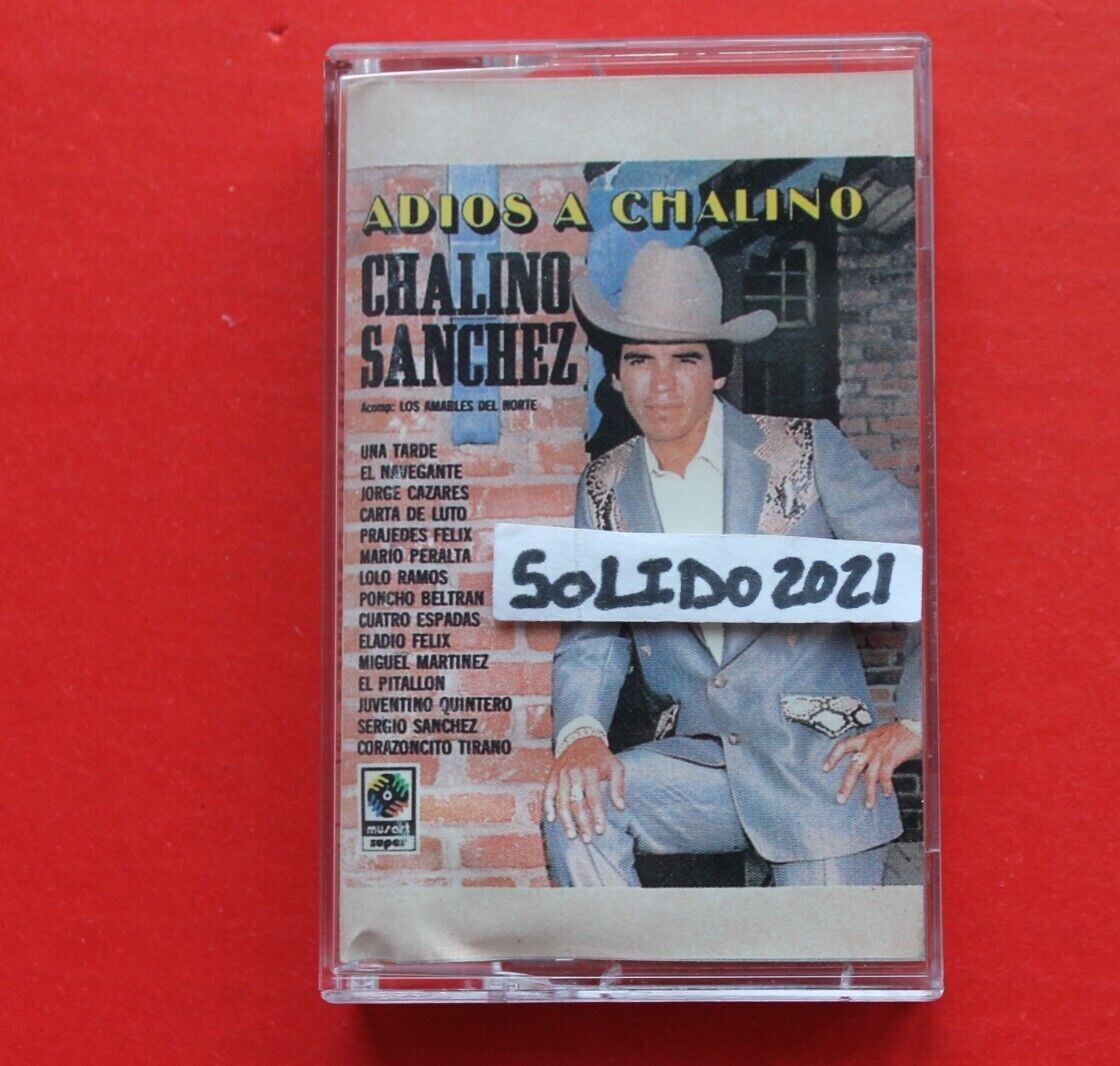 ADIOS A CHALINO
CHALINO
SANCHEZ
Acomp: LOS AMABLES DEL NORTE
UNA TARDE
EL NAVEGANTE
JORGE CAZARES
CARTA DE LUTO
PRAJEDES FELIX
MARIO PERALTA
LOLO RAMOS
PONCHO BELTRAN
CUATRO ESPADAS
ELADIO FELIX
MIGUEL MARTINEZ
EL PITALLON
JUVENTINO QUINTERO
SERGIO SANCHEZ
CORAZONCITO TIRANO
SOLIDO 2021
musart
super